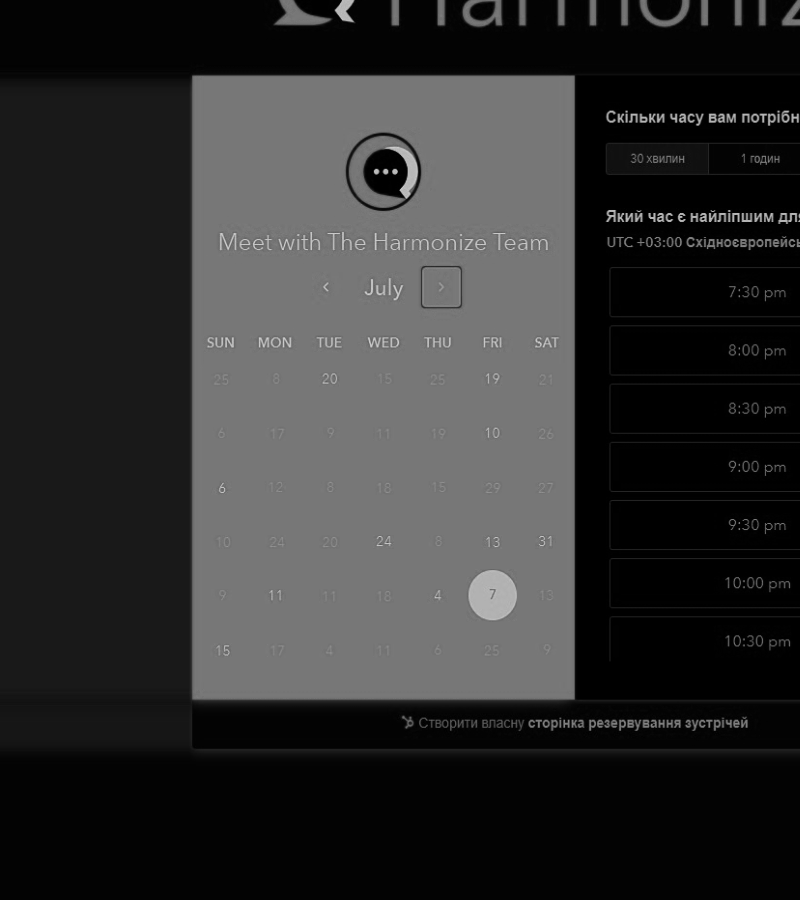 Harmoniz
Meet with The Harmonize Team
July
SUN MON TUE WED THU FRI SAT
25 8 20 15 25 19 21
6 17 9 11 19 10 26
6 12 8 18 15 29 27
10 24 20 24 8 13 31
9 11 11 18 4 7 13
15 17 4 11 6 25 9
Скільки часу вам потрібн
30 хвилин 1 годин
Який час є найліпшим для
UTC +03:00 Східноєвропейсь
7:30 pm
8:00 pm
8:30 pm
9:00 pm
9:30 pm
10:00 pm
10:30 pm
Створити власну сторінка резервування зустрічей